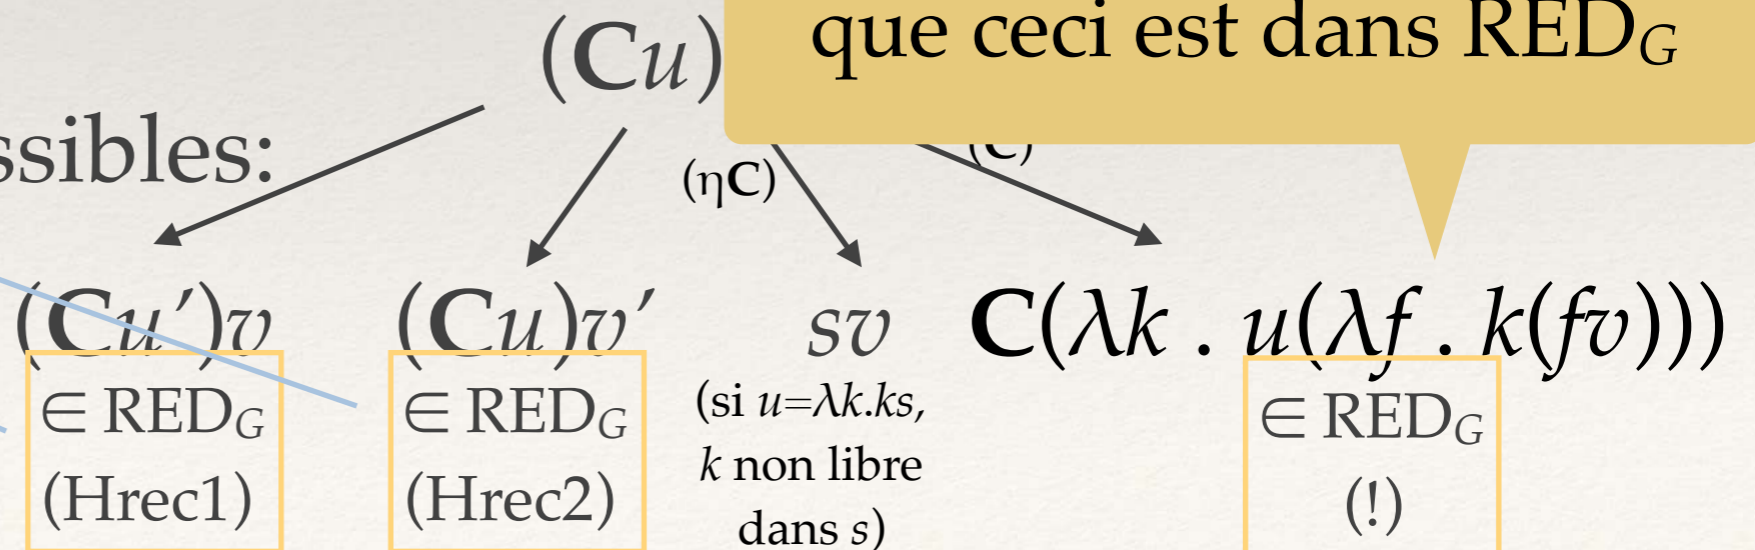 que ceci est dans RED_G
(Cu)
ssibles:
(ηC)
(C)
(Cu′)v (Cu)v′ sv C(λk . u(λf . k(fv)))
∈ RED_G ∈ RED_G (si u=λk.ks, ∈ RED_G
(Hrec1) (Hrec2) k non libre (!)
dans s)